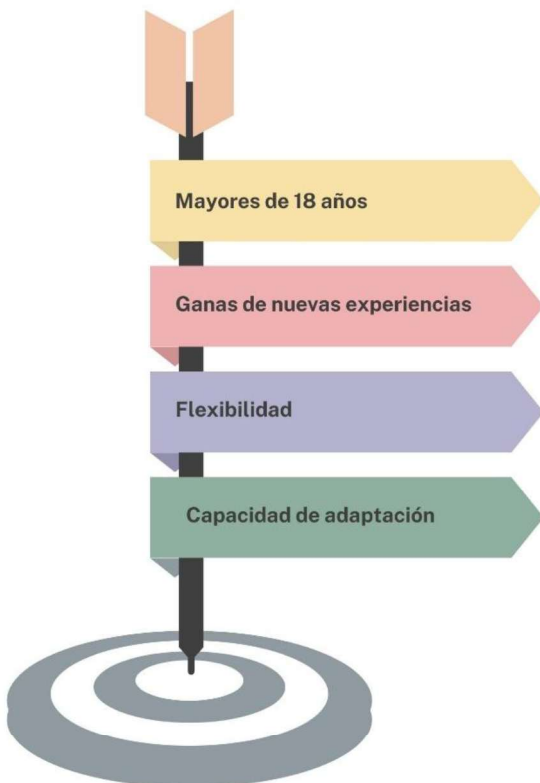 Mayores de 18 años
Ganas de nuevas experiencias
Flexibilidad
Capacidad de adaptación